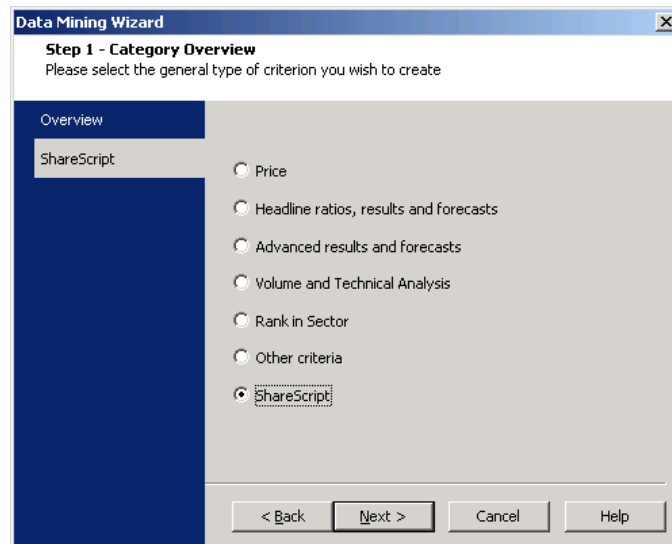 Data Mining Wizard
Step 1 - Category Overview
Please select the general type of criterion you wish to create
Overview
ShareScript
Price
Headline ratios, results and forecasts
Advanced results and forecasts
Volume and Technical Analysis
Rank in Sector
Other criteria
ShareScript
< Back
Next >
Cancel
Help